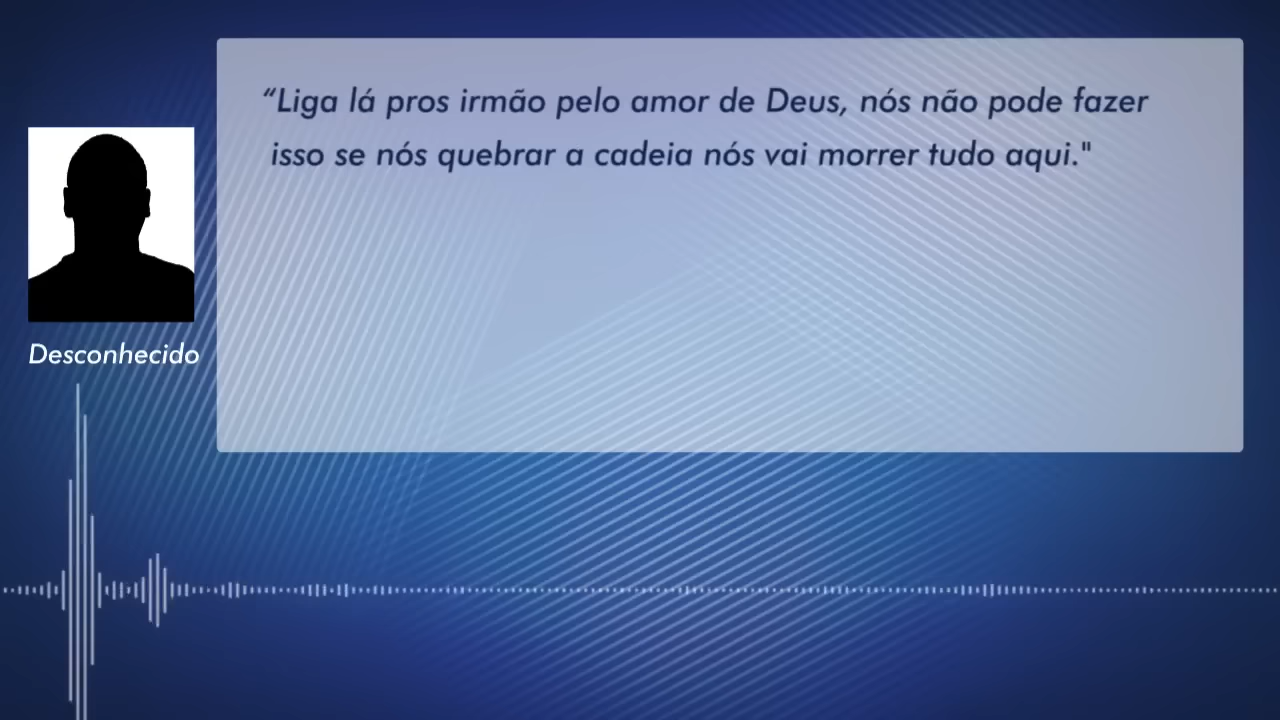 “Liga lá pros irmão pelo amor de Deus, nós não pode fazer
isso se nós quebrar a cadeia nós vai morrer tudo aqui."
Desconhecido